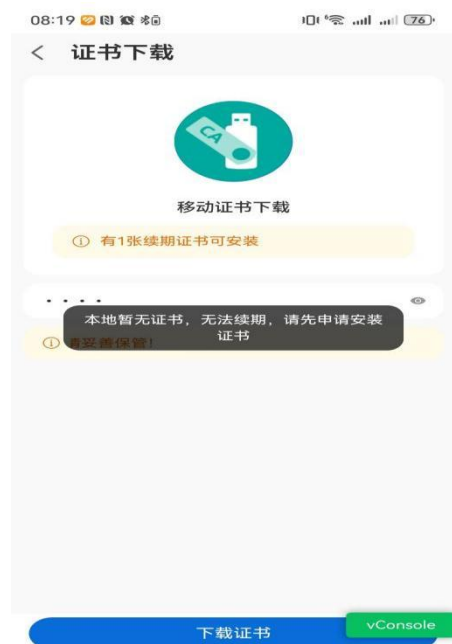 08:19
76
证书下载
CA
移动证书下载
有1张续期证书可安装
本地暂无证书，无法续期，请先申请安装
证书
请妥善保管！
下载证书
vConsole